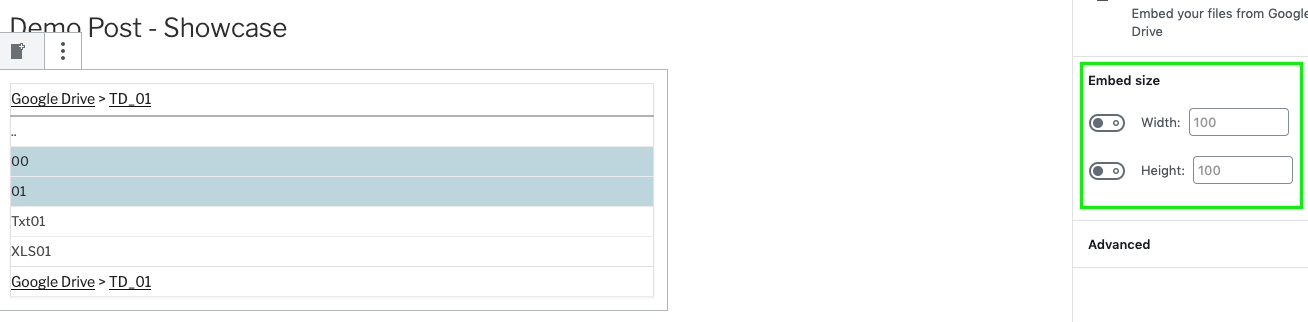 Demo Post - Showcase
Google Drive > TD_01
..
00
01
Txt01
XLS01
Google Drive > TD_01
Embed your files from Google
Drive
Embed size
Width: 100
Height: 100
Advanced